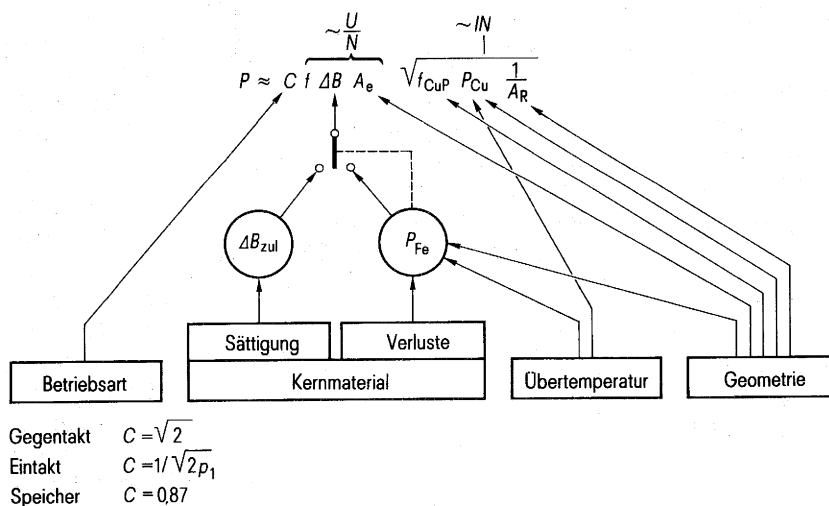 ~ U/N ~ IN
P ≈ C f ΔB A_e √(f_CuP P_Cu 1/A_R)
ΔB_zul P_Fe
Sättigung Verluste
Betriebsart Kernmaterial Übertemperatur Geometrie
Gegentakt C = √2
Eintakt C = 1/√2p_1
Speicher C = 0,87